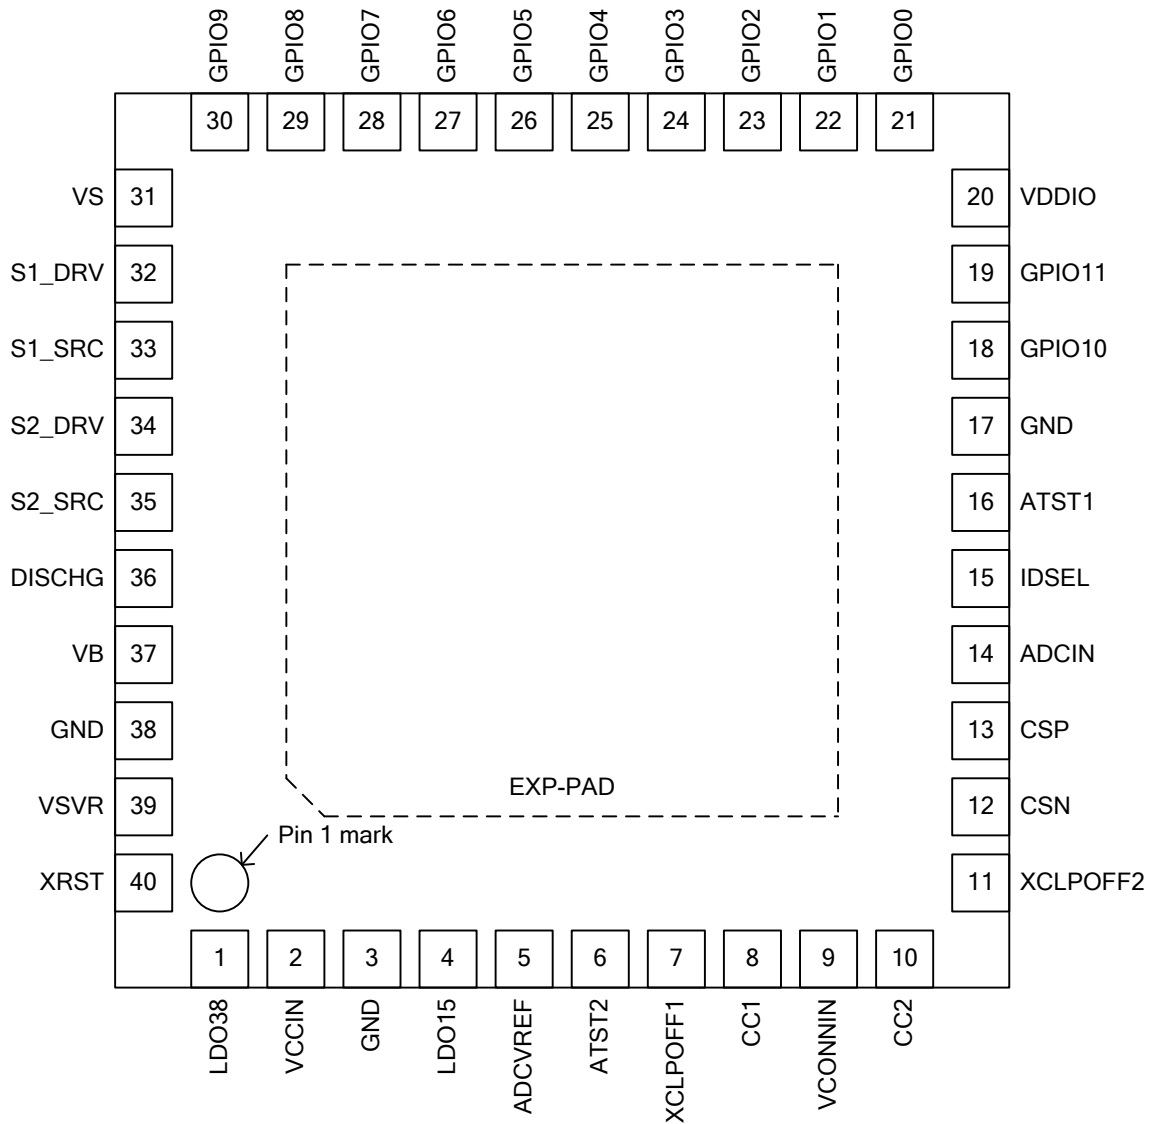 GPIO9
GPIO8
GPIO7
GPIO6
GPIO5
GPIO4
GPIO3
GPIO2
GPIO1
GPIO0
30
29
28
27
26
25
24
23
22
21
VS 31
20 VDDIO
S1_DRV 32
19 GPIO11
S1_SRC 33
18 GPIO10
S2_DRV 34
17 GND
S2_SRC 35
16 ATST1
DISCHG 36
15 IDSEL
VB 37
14 ADCIN
GND 38
13 CSP
EXP-PAD
VSVR 39
12 CSN
Pin 1 mark
XRST 40
11 XCLPOFF2
1
2
3
4
5
6
7
8
9
10
LDO38
VCCIN
GND
LDO15
ADCVREF
ATST2
XCLPOFF1
CC1
VCONNIN
CC2